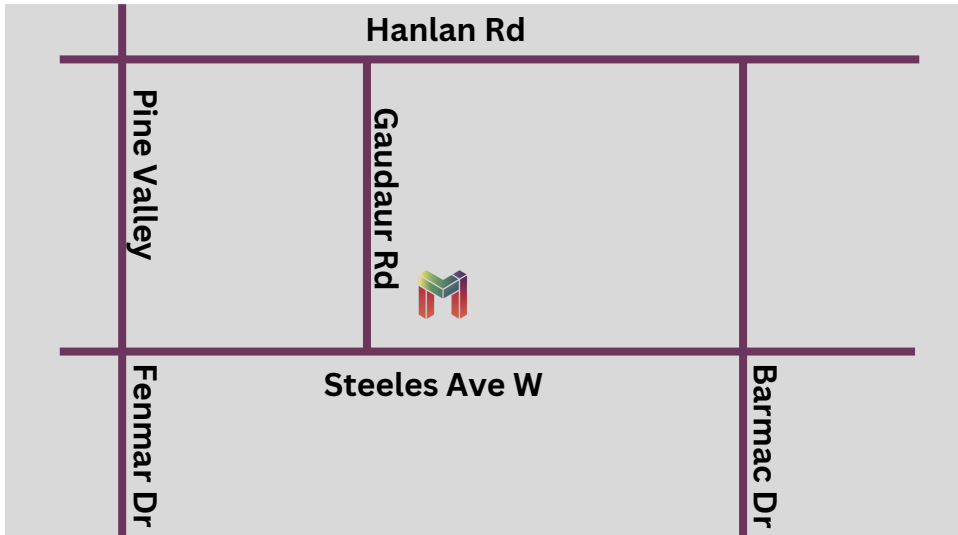 Hanlan Rd
Pine Valley
Gaudaur Rd
Steeles Ave W
Fenmar Dr
Barmac Dr